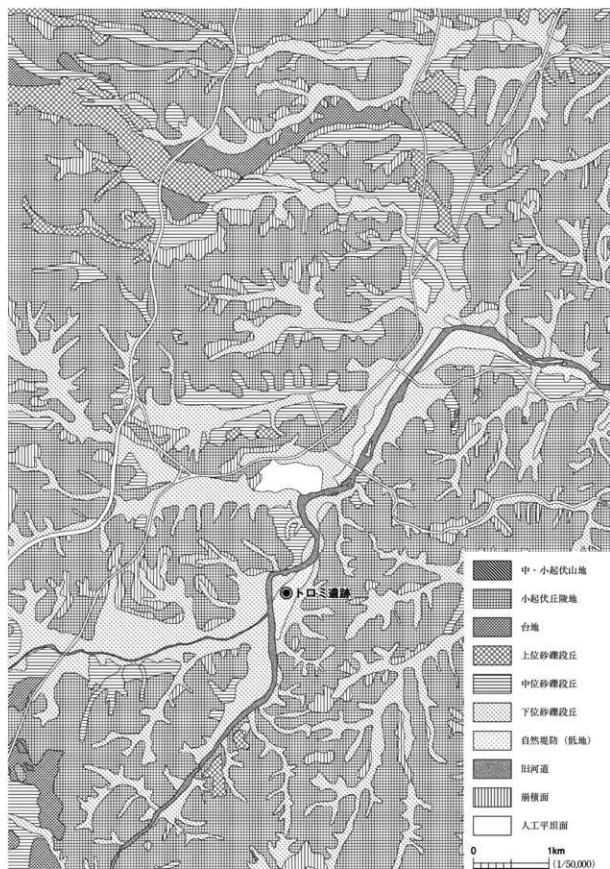 トロミ遺跡
中・小起伏山地
小起伏丘陵地
台地
上位砂礫段丘
中位砂礫段丘
下位砂礫段丘
自然堤防（低地）
旧河道
崩積面
人工平坦面
0 1km
(1/50,000)